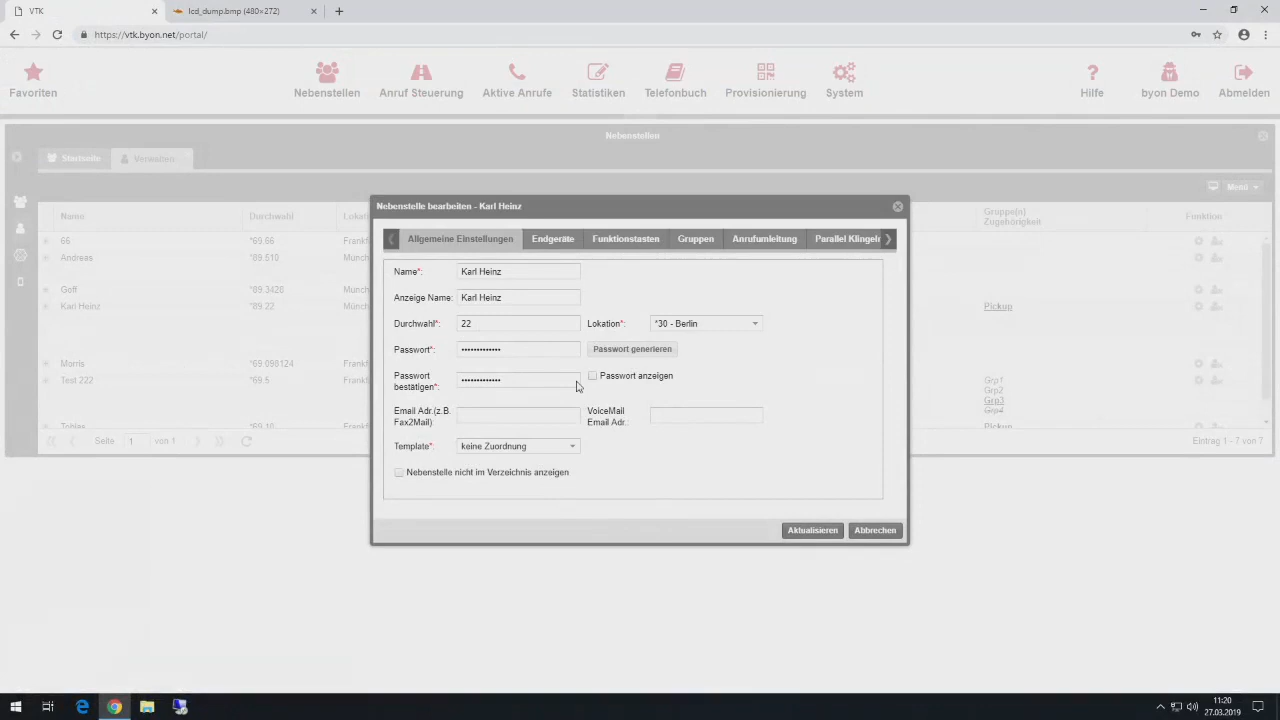 VTK
lcd_dump.bmp (480×272)
https://vtk.byon.net/portal/
Favoriten
Nebenstellen
Anruf Steuerung
Aktive Anrufe
Statistiken
Telefonbuch
Provisionierung
System
Hilfe
byon Demo
Abmelden
Nebenstellen
Startseite
Verwalten
Menü
Name
Durchwahl
Gruppe(n)
Zugehörigkeit
Funktion
66
*69.66
Andreas
*89.510
Goff
*89.3428
Karl Heinz
*89.22
Pickup
Morris
*69.098124
Test 222
*69.5
Grp1
Grp2
Grp3
Grp4
Seite 1 von 1
Eintrag 1 - 7 von 7
Nebenstelle bearbeiten - Karl Heinz
Allgemeine Einstellungen
Endgeräte
Funktionstasten
Gruppen
Anrufumleitung
Parallel Klingeln
Name*: Karl Heinz
Anzeige Name: Karl Heinz
Durchwahl*: 22 Lokation*: *30 - Berlin
Passwort*: ••••••••••••• Passwort generieren
Passwort
bestätigen*: ••••••••••••• Passwort anzeigen
Email Adr.(z.B.
Fax2Mail):
VoiceMail
Email Adr.:
Template*: keine Zuordnung
Nebenstelle nicht im Verzeichnis anzeigen
Aktualisieren
Abbrechen
11:20
27.03.2019